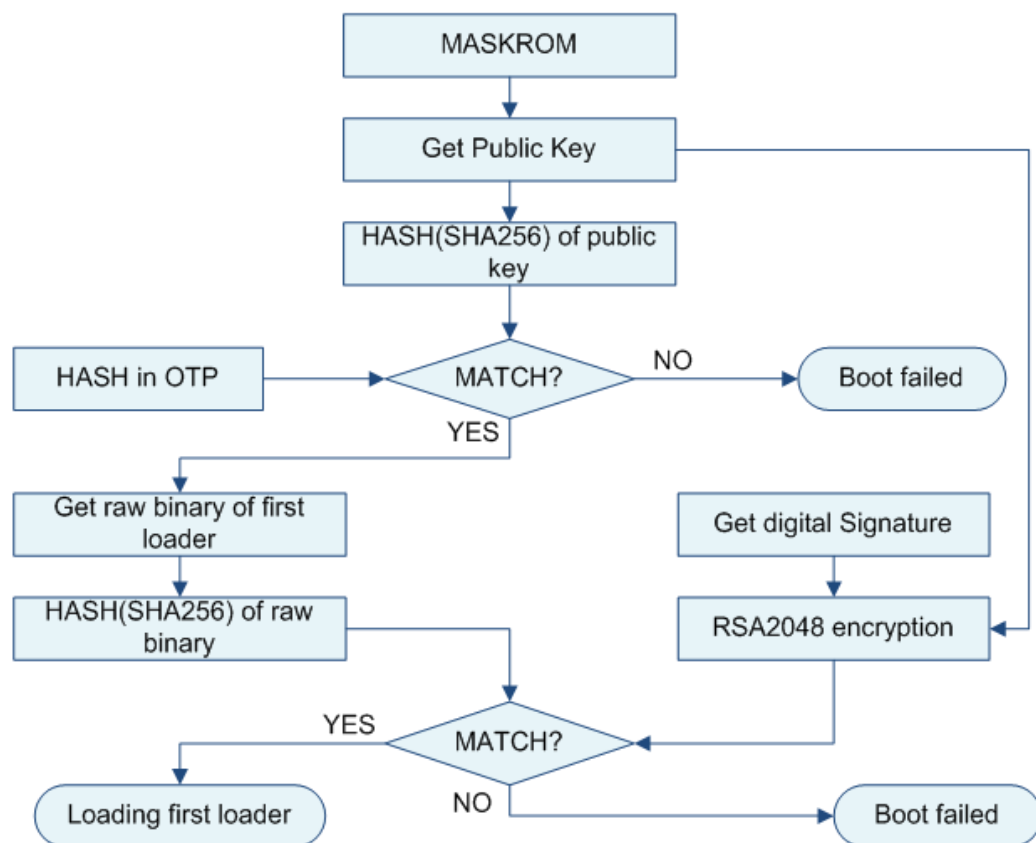 MASKROM
Get Public Key
HASH(SHA256) of public
key
HASH in OTP
MATCH?
NO
Boot failed
YES
Get raw binary of first
loader
Get digital Signature
HASH(SHA256) of raw
binary
RSA2048 encryption
YES
MATCH?
NO
Loading first loader
Boot failed